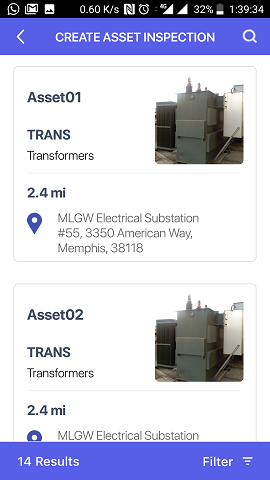 0.60 K/s 4G 32% 1:39:34
CREATE ASSET INSPECTION
Asset01
TRANS
Transformers
2.4 mi
MLGW Electrical Substation
#55, 3350 American Way,
Memphis, 38118
Asset02
TRANS
Transformers
2.4 mi
MLGW Electrical Substation
14 Results Filter